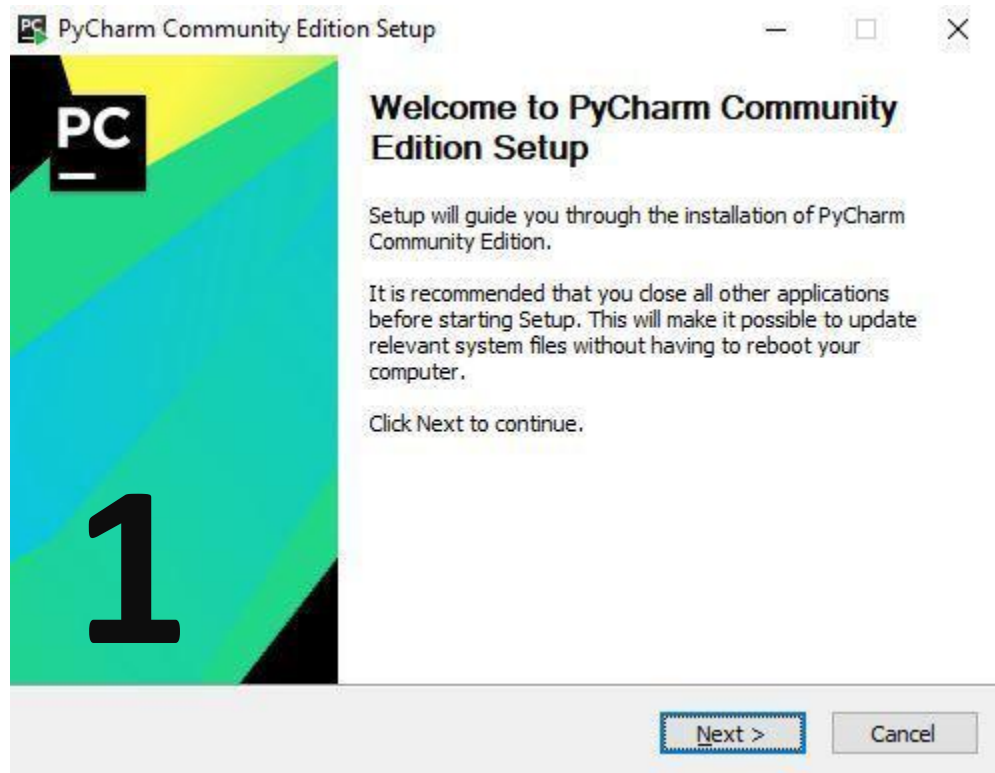 PyCharm Community Edition Setup
PC
Welcome to PyCharm Community
Edition Setup
Setup will guide you through the installation of PyCharm
Community Edition.
It is recommended that you close all other applications
before starting Setup. This will make it possible to update
relevant system files without having to reboot your
computer.
Click Next to continue.
1
Next > Cancel